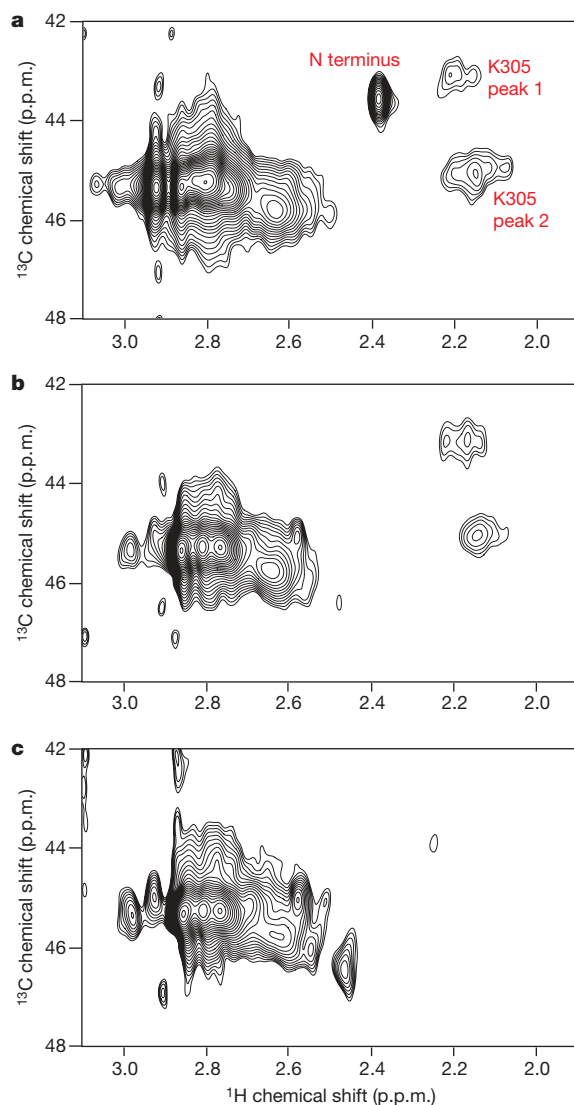 a
42
44
46
48
¹³C chemical shift (p.p.m.)
N terminus
K305
peak 1
K305
peak 2
3.0 2.8 2.6 2.4 2.2 2.0
b
42
44
46
48
¹³C chemical shift (p.p.m.)
3.0 2.8 2.6 2.4 2.2 2.0
c
42
44
46
48
¹³C chemical shift (p.p.m.)
3.0 2.8 2.6 2.4 2.2 2.0
¹H chemical shift (p.p.m.)